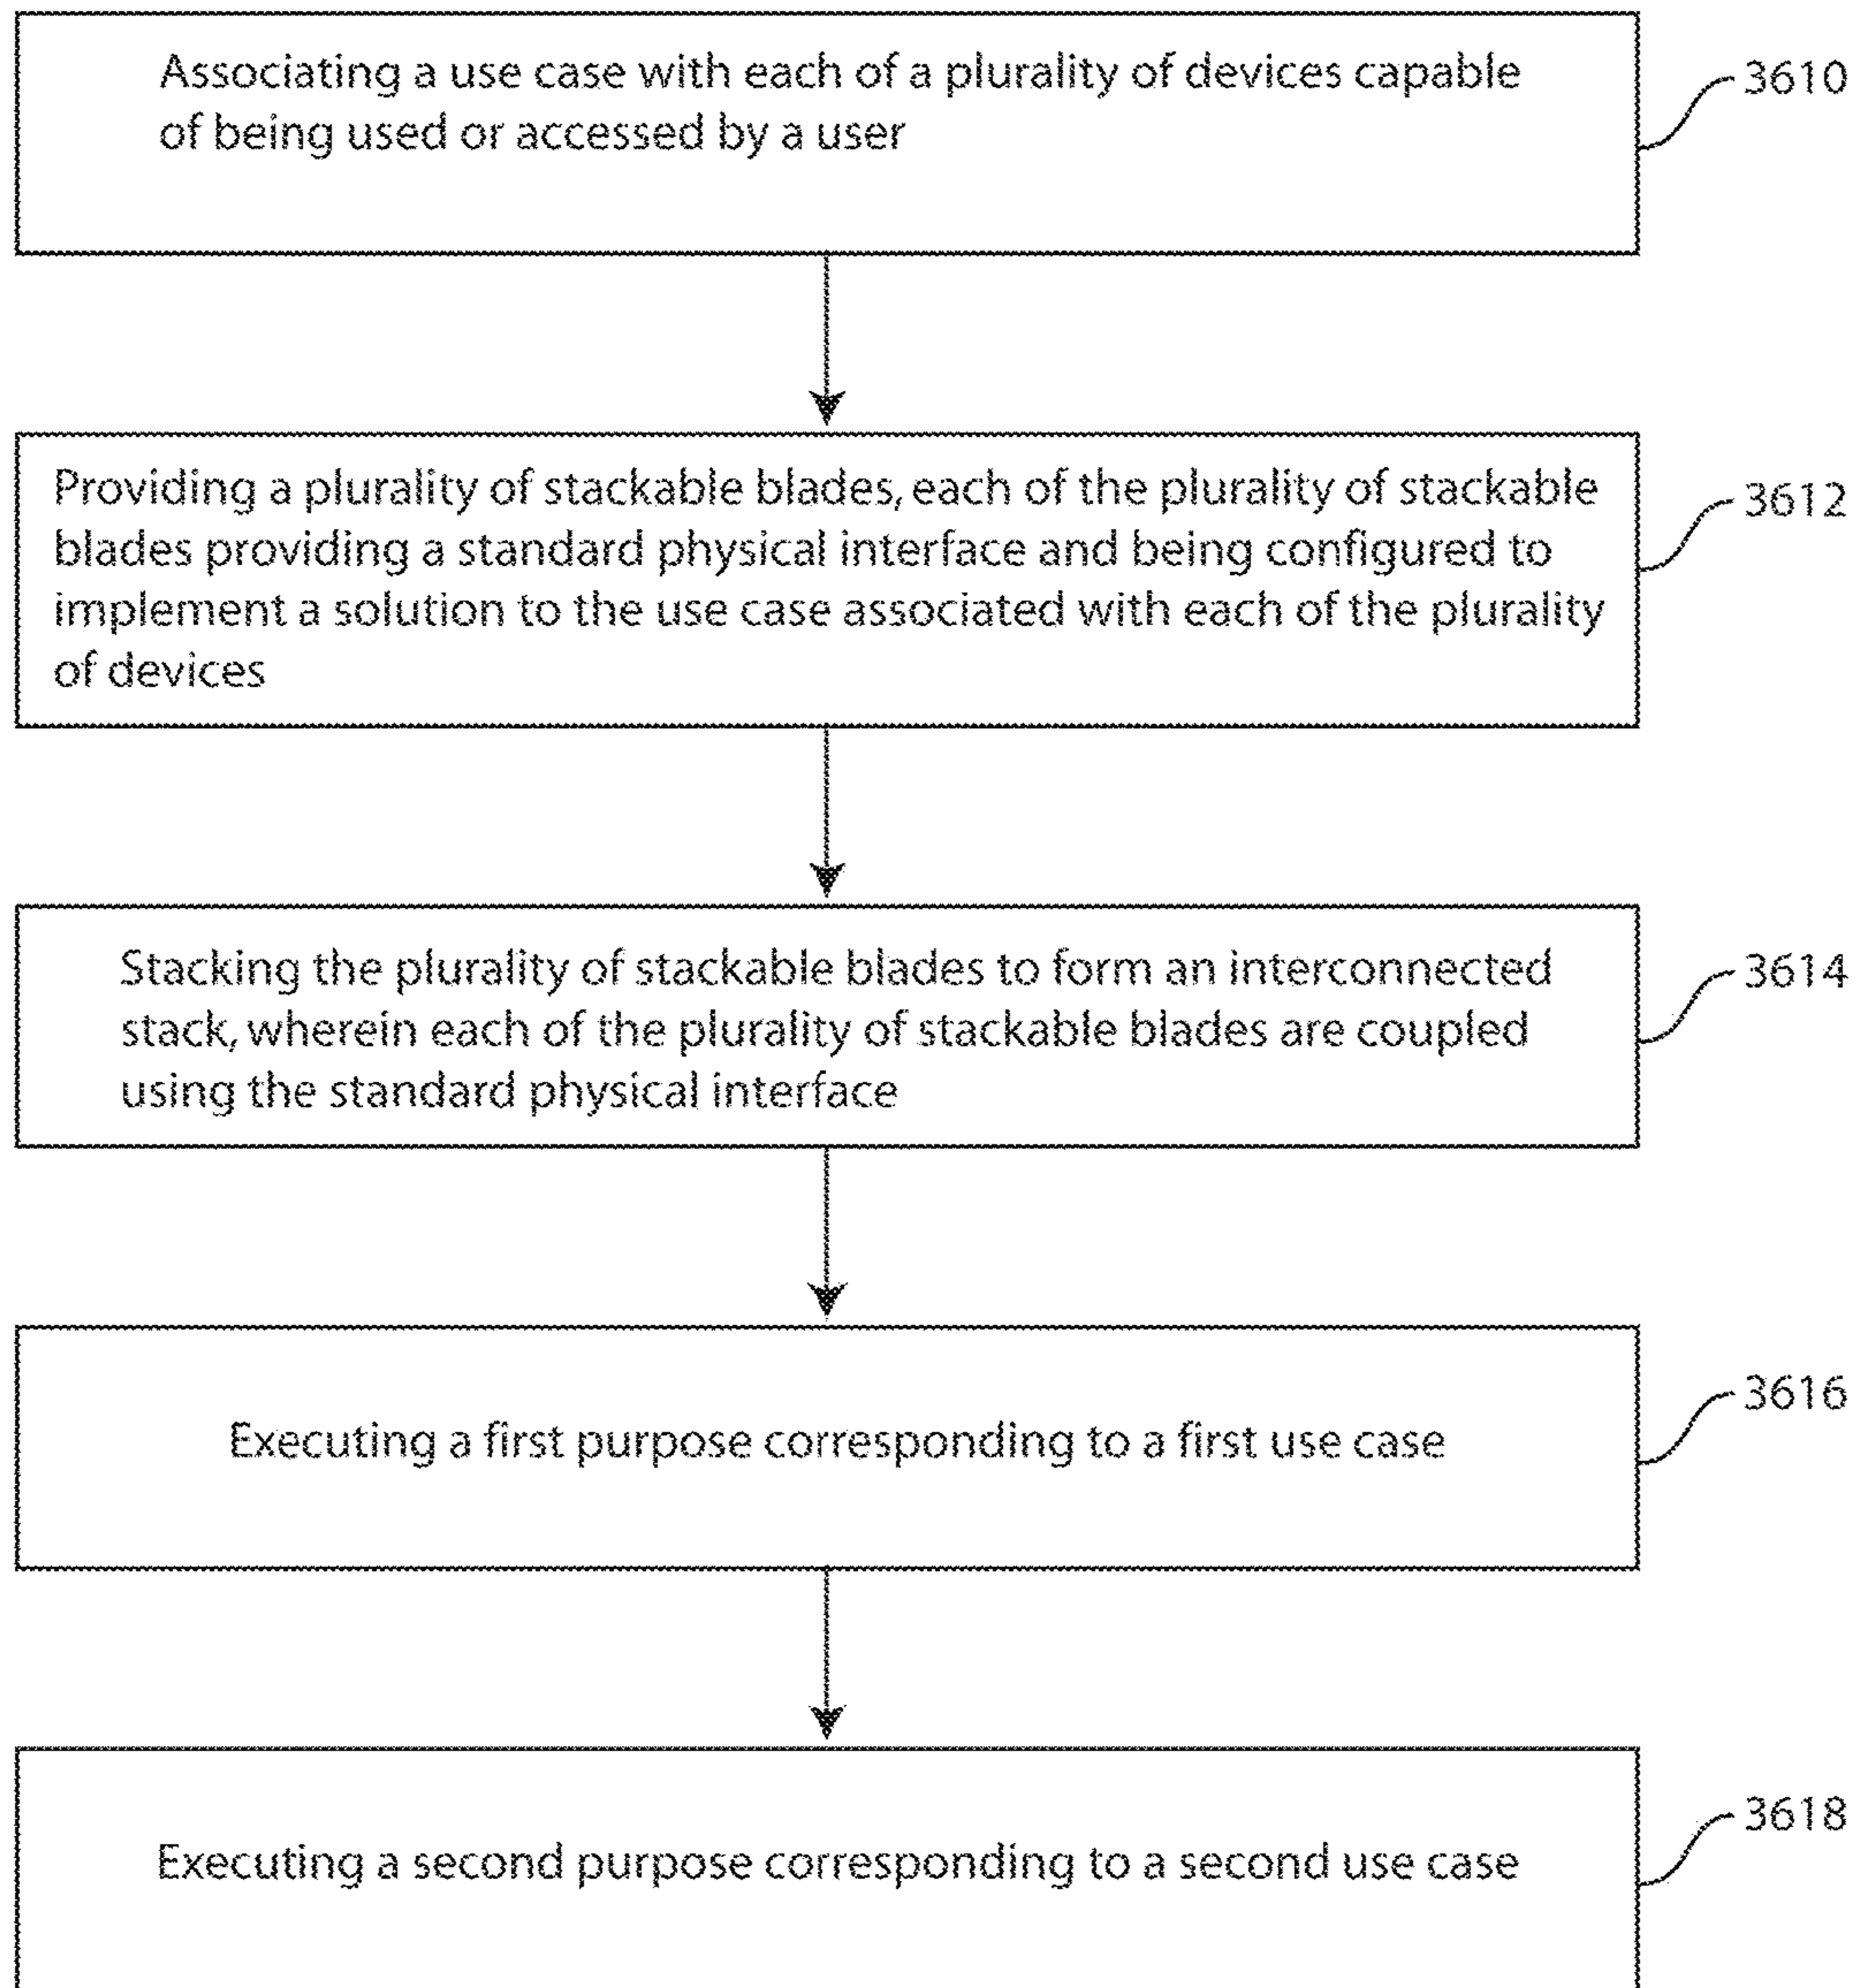 Associating a use case with each of a plurality of devices capable
of being used or accessed by a user
3610
Providing a plurality of stackable blades, each of the plurality of stackable
blades providing a standard physical interface and being configured to
implement a solution to the use case associated with each of the plurality
of devices
3612
Stacking the plurality of stackable blades to form an interconnected
stack, wherein each of the plurality of stackable blades are coupled
using the standard physical interface
3614
Executing a first purpose corresponding to a first use case
3616
Executing a second purpose corresponding to a second use case
3618